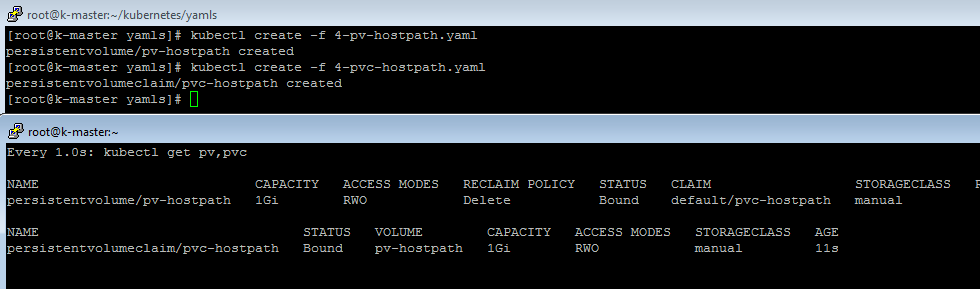 root@k-master:~/kubernetes/yamls
[root@k-master yamls]# kubectl create -f 4-pv-hostpath.yaml
persistentvolume/pv-hostpath created
[root@k-master yamls]# kubectl create -f 4-pvc-hostpath.yaml
persistentvolumeclaim/pvc-hostpath created
[root@k-master yamls]#
root@k-master:~
Every 1.0s: kubectl get pv,pvc
NAME CAPACITY ACCESS MODES RECLAIM POLICY STATUS CLAIM STORAGECLASS R
persistentvolume/pv-hostpath 1Gi RWO Delete Bound default/pvc-hostpath manual
NAME STATUS VOLUME CAPACITY ACCESS MODES STORAGECLASS AGE
persistentvolumeclaim/pvc-hostpath Bound pv-hostpath 1Gi RWO manual 11s